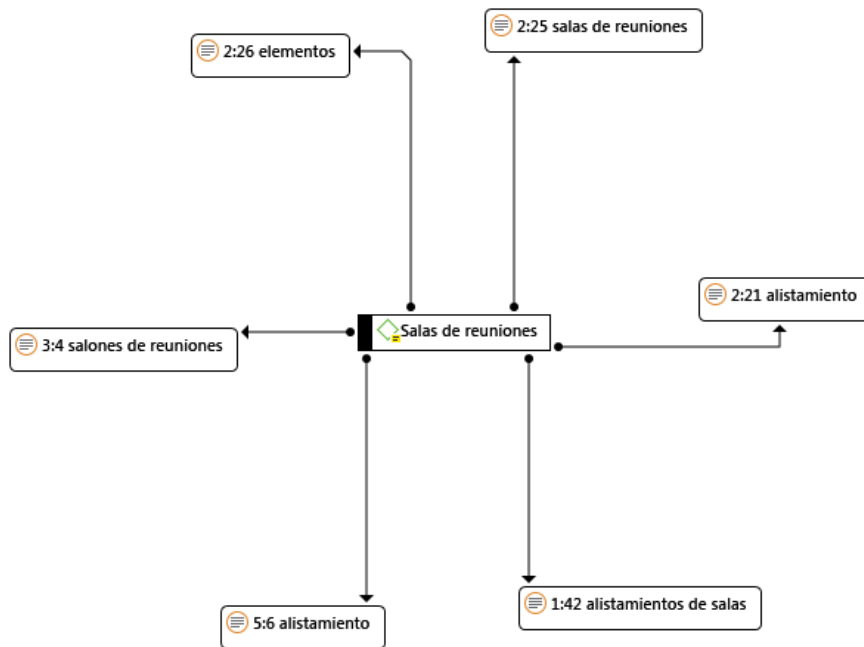 2:25 salas de reuniones
2:26 elementos
2:21 alistamiento
Salas de reuniones
3:4 salones de reuniones
1:42 alistamientos de salas
5:6 alistamiento